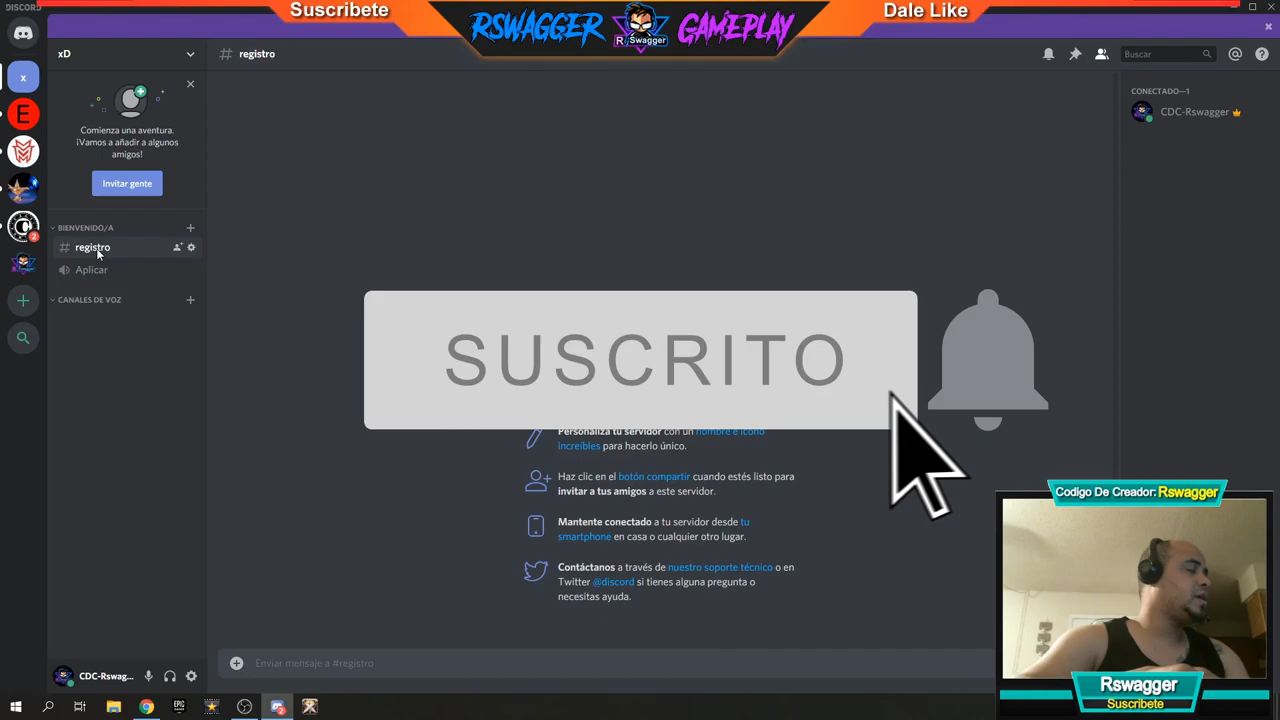 DISCORD
Suscribete
RSWAGGER
R/Swagger
GAMEPLAY
Dale Like
xD
registro
Buscar
x
E
2
Comienza una aventura.
¡Vamos a añadir a algunos
amigos!
Invitar gente
BIENVENIDO/A
registro
Aplicar
CANALES DE VOZ
CONECTADO—1
CDC-Rswagger
SUSCRITO
Personaliza tu servidor con un nombre e icono
increíbles para hacerlo único.
Haz clic en el botón compartir cuando estés listo para
invitar a tus amigos a este servidor.
Mantente conectado a tu servidor desde tu
smartphone en casa o cualquier otro lugar.
Contáctanos a través de nuestro soporte técnico o en
Twitter @discord si tienes alguna pregunta o
necesitas ayuda.
Enviar mensaje a #registro
CDC-Rswag...
Codigo De Creador: Rswagger
Rswagger
Suscribete
EPIC
2